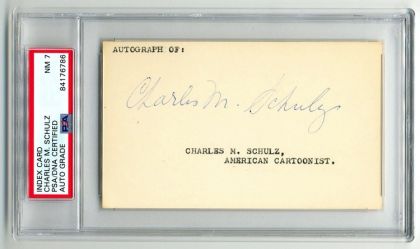 INDEX CARD
CHARLES M. SCHULZ
PSA/DNA CERTIFIED
AUTO GRADE
NM 7
84176786
PSA
AUTOGRAPH OF:
Charles M. Schulz
CHARLES M. SCHULZ,
AMERICAN CARTOONIST.